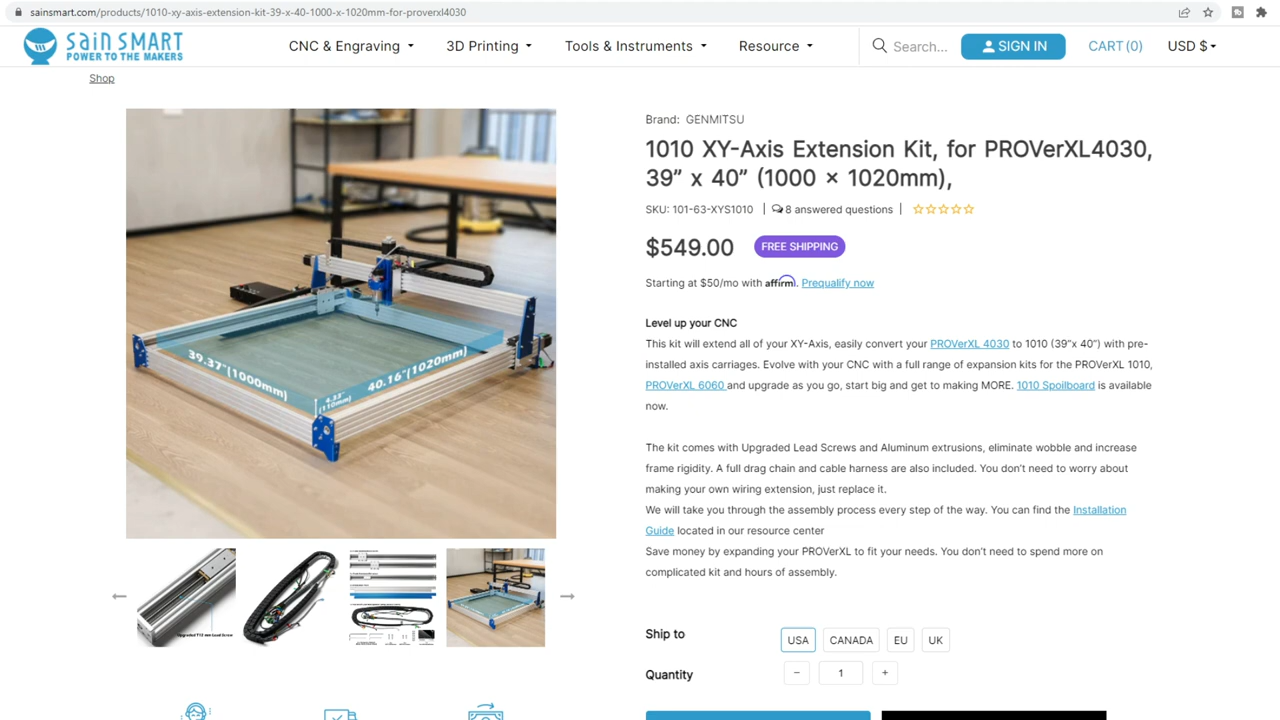 sainsmart.com/products/1010-xy-axis-extension-kit-39-x-40-1000-x-1020mm-for-proverxl4030
SainSMART
POWER TO THE MAKERS
CNC & Engraving
3D Printing
Tools & Instruments
Resource
Search...
SIGN IN
CART (0)
USD $
Shop
39.37"(1000mm)
40.16"(1020mm)
4.33"
(110mm)
Brand: GENMITSU
1010 XY-Axis Extension Kit, for PROVerXL4030,
39” x 40” (1000 × 1020mm),
SKU: 101-63-XYS1010 | 8 answered questions |
$549.00 FREE SHIPPING
Starting at $50/mo with affirm. Prequalify now
Level up your CNC
This kit will extend all of your XY-Axis, easily convert your PROVerXL 4030 to 1010 (39”x 40”) with pre-
installed axis carriages. Evolve with your CNC with a full range of expansion kits for the PROVerXL 1010,
PROVerXL 6060 and upgrade as you go, start big and get to making MORE. 1010 Spoilboard is available
now.
The kit comes with Upgraded Lead Screws and Aluminum extrusions, eliminate wobble and increase
frame rigidity. A full drag chain and cable harness are also included. You don’t need to worry about
making your own wiring extension, just replace it.
We will take you through the assembly process every step of the way. You can find the Installation
Guide located in our resource center
Save money by expanding your PROVerXL to fit your needs. You don’t need to spend more on
complicated kit and hours of assembly.
Ship to
USA
CANADA
EU
UK
Quantity
− 1 +